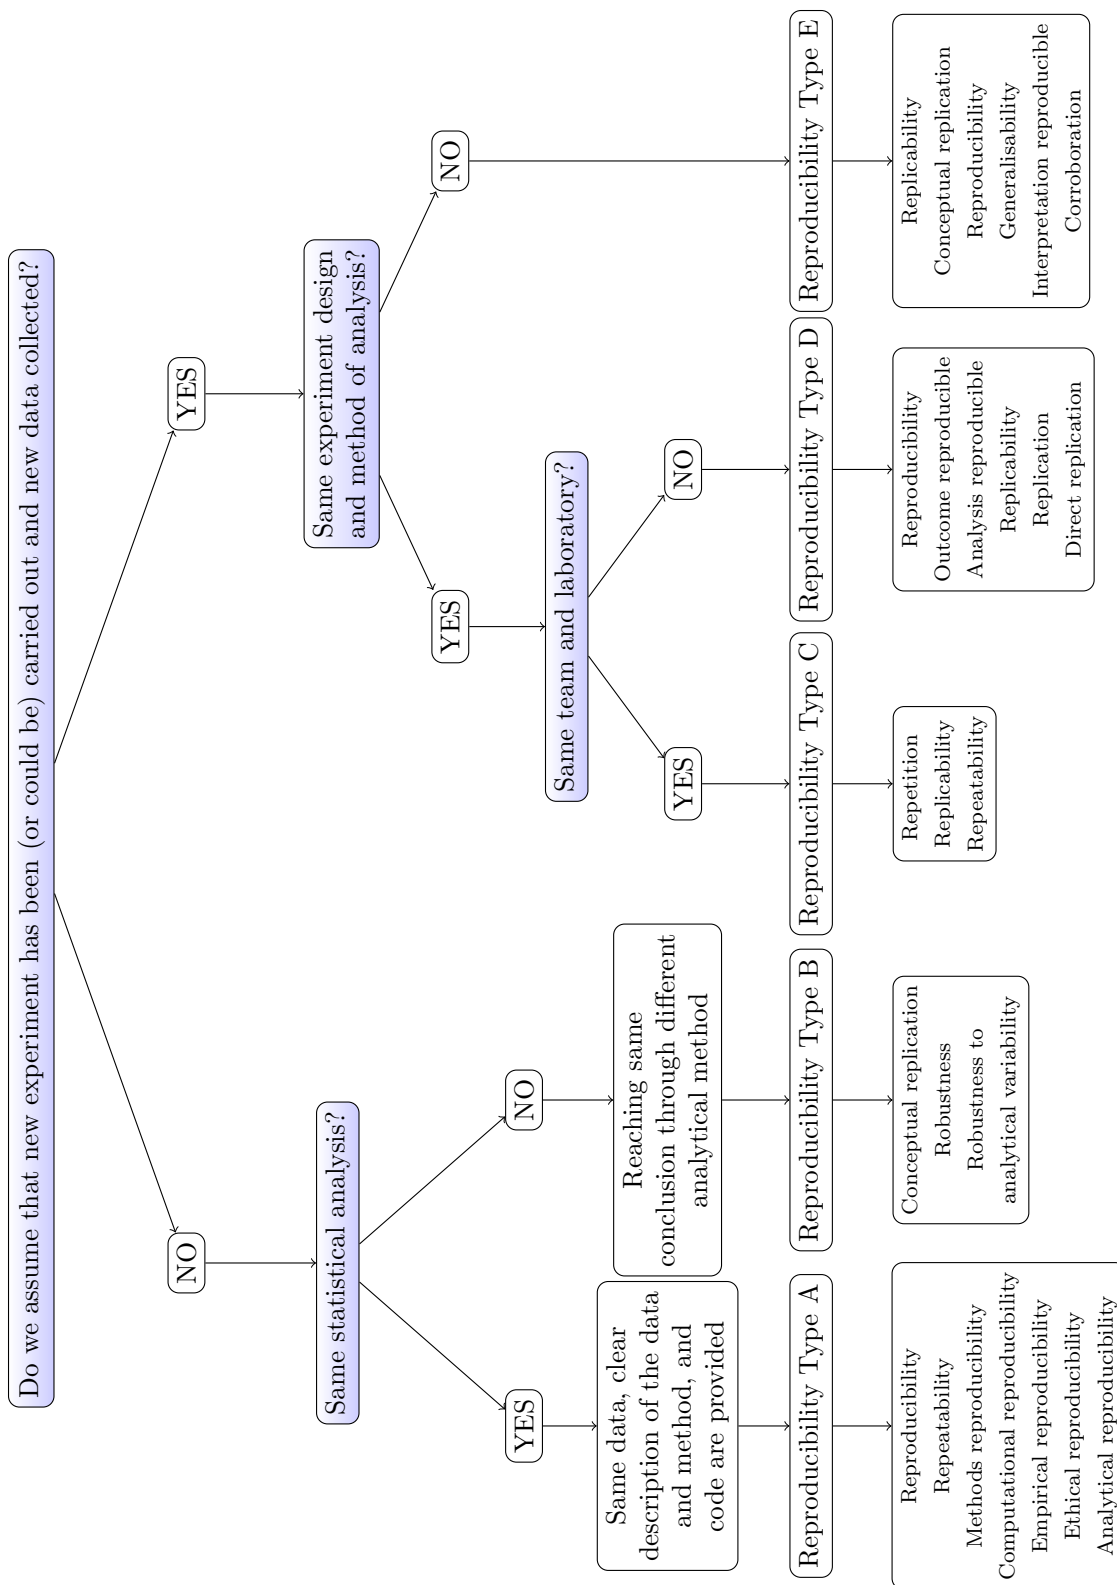 Do we assume that new experiment has been (or could be) carried out and new data collected?
NO
YES
Same statistical analysis?
Same experiment design
and method of analysis?
YES
NO
YES
NO
Same team and laboratory?
YES
NO
Same data, clear
description of the data
and method, and
code are provided
Reaching same
conclusion through different
analytical method
Reproducibility Type A
Reproducibility Type B
Reproducibility Type C
Reproducibility Type D
Reproducibility Type E
Reproducibility
Repeatability
Methods reproducibility
Computational reproducibility
Empirical reproducibility
Ethical reproducibility
Analytical reproducibility
Conceptual replication
Robustness
Robustness to
analytical variability
Repetition
Replicability
Repeatability
Reproducibility
Outcome reproducible
Analysis reproducible
Replicability
Replication
Direct replication
Replicability
Conceptual replication
Reproducibility
Generalisability
Interpretation reproducible
Corroboration